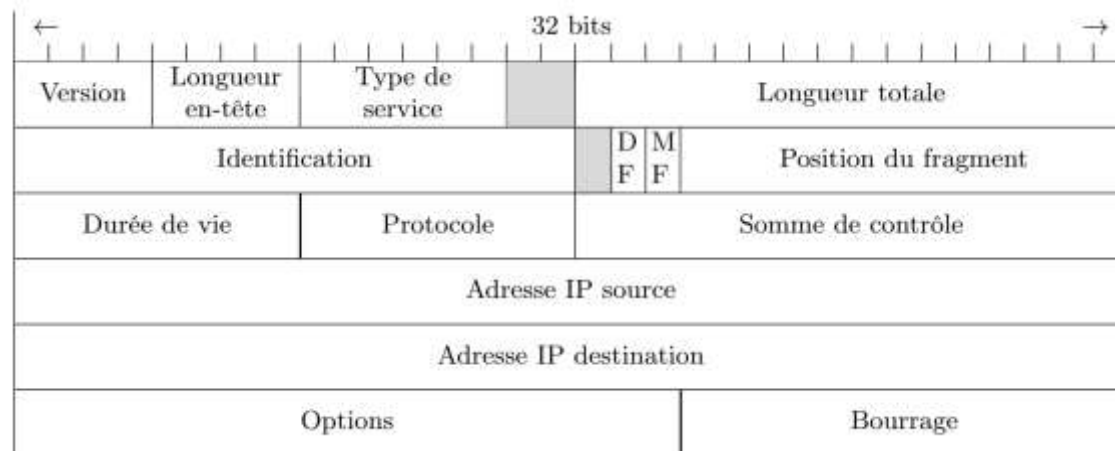 ← 32 bits →
Version Longueur en-tête Type de service Longueur totale
Identification D F M F Position du fragment
Durée de vie Protocole Somme de contrôle
Adresse IP source
Adresse IP destination
Options Bourrage